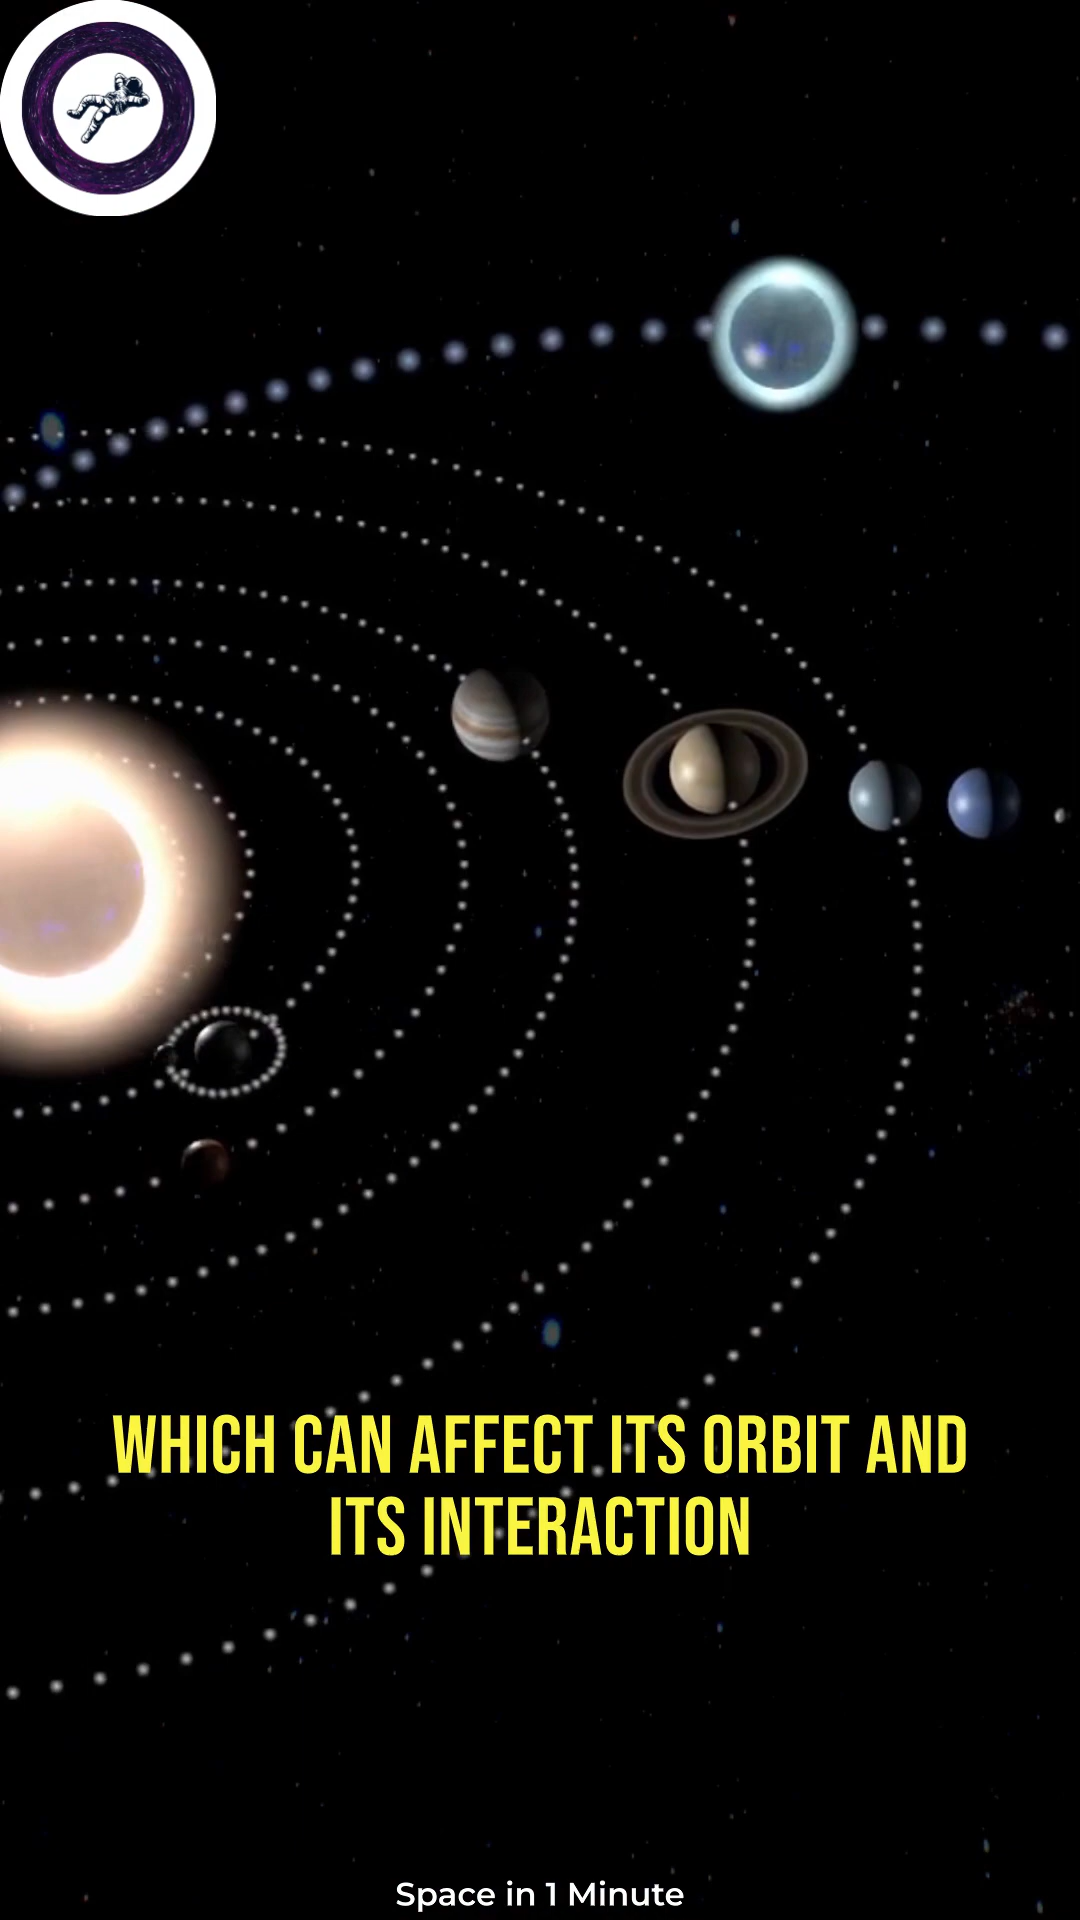 WHICH CAN AFFECT ITS ORBIT AND
ITS INTERACTION
Space in 1 Minute